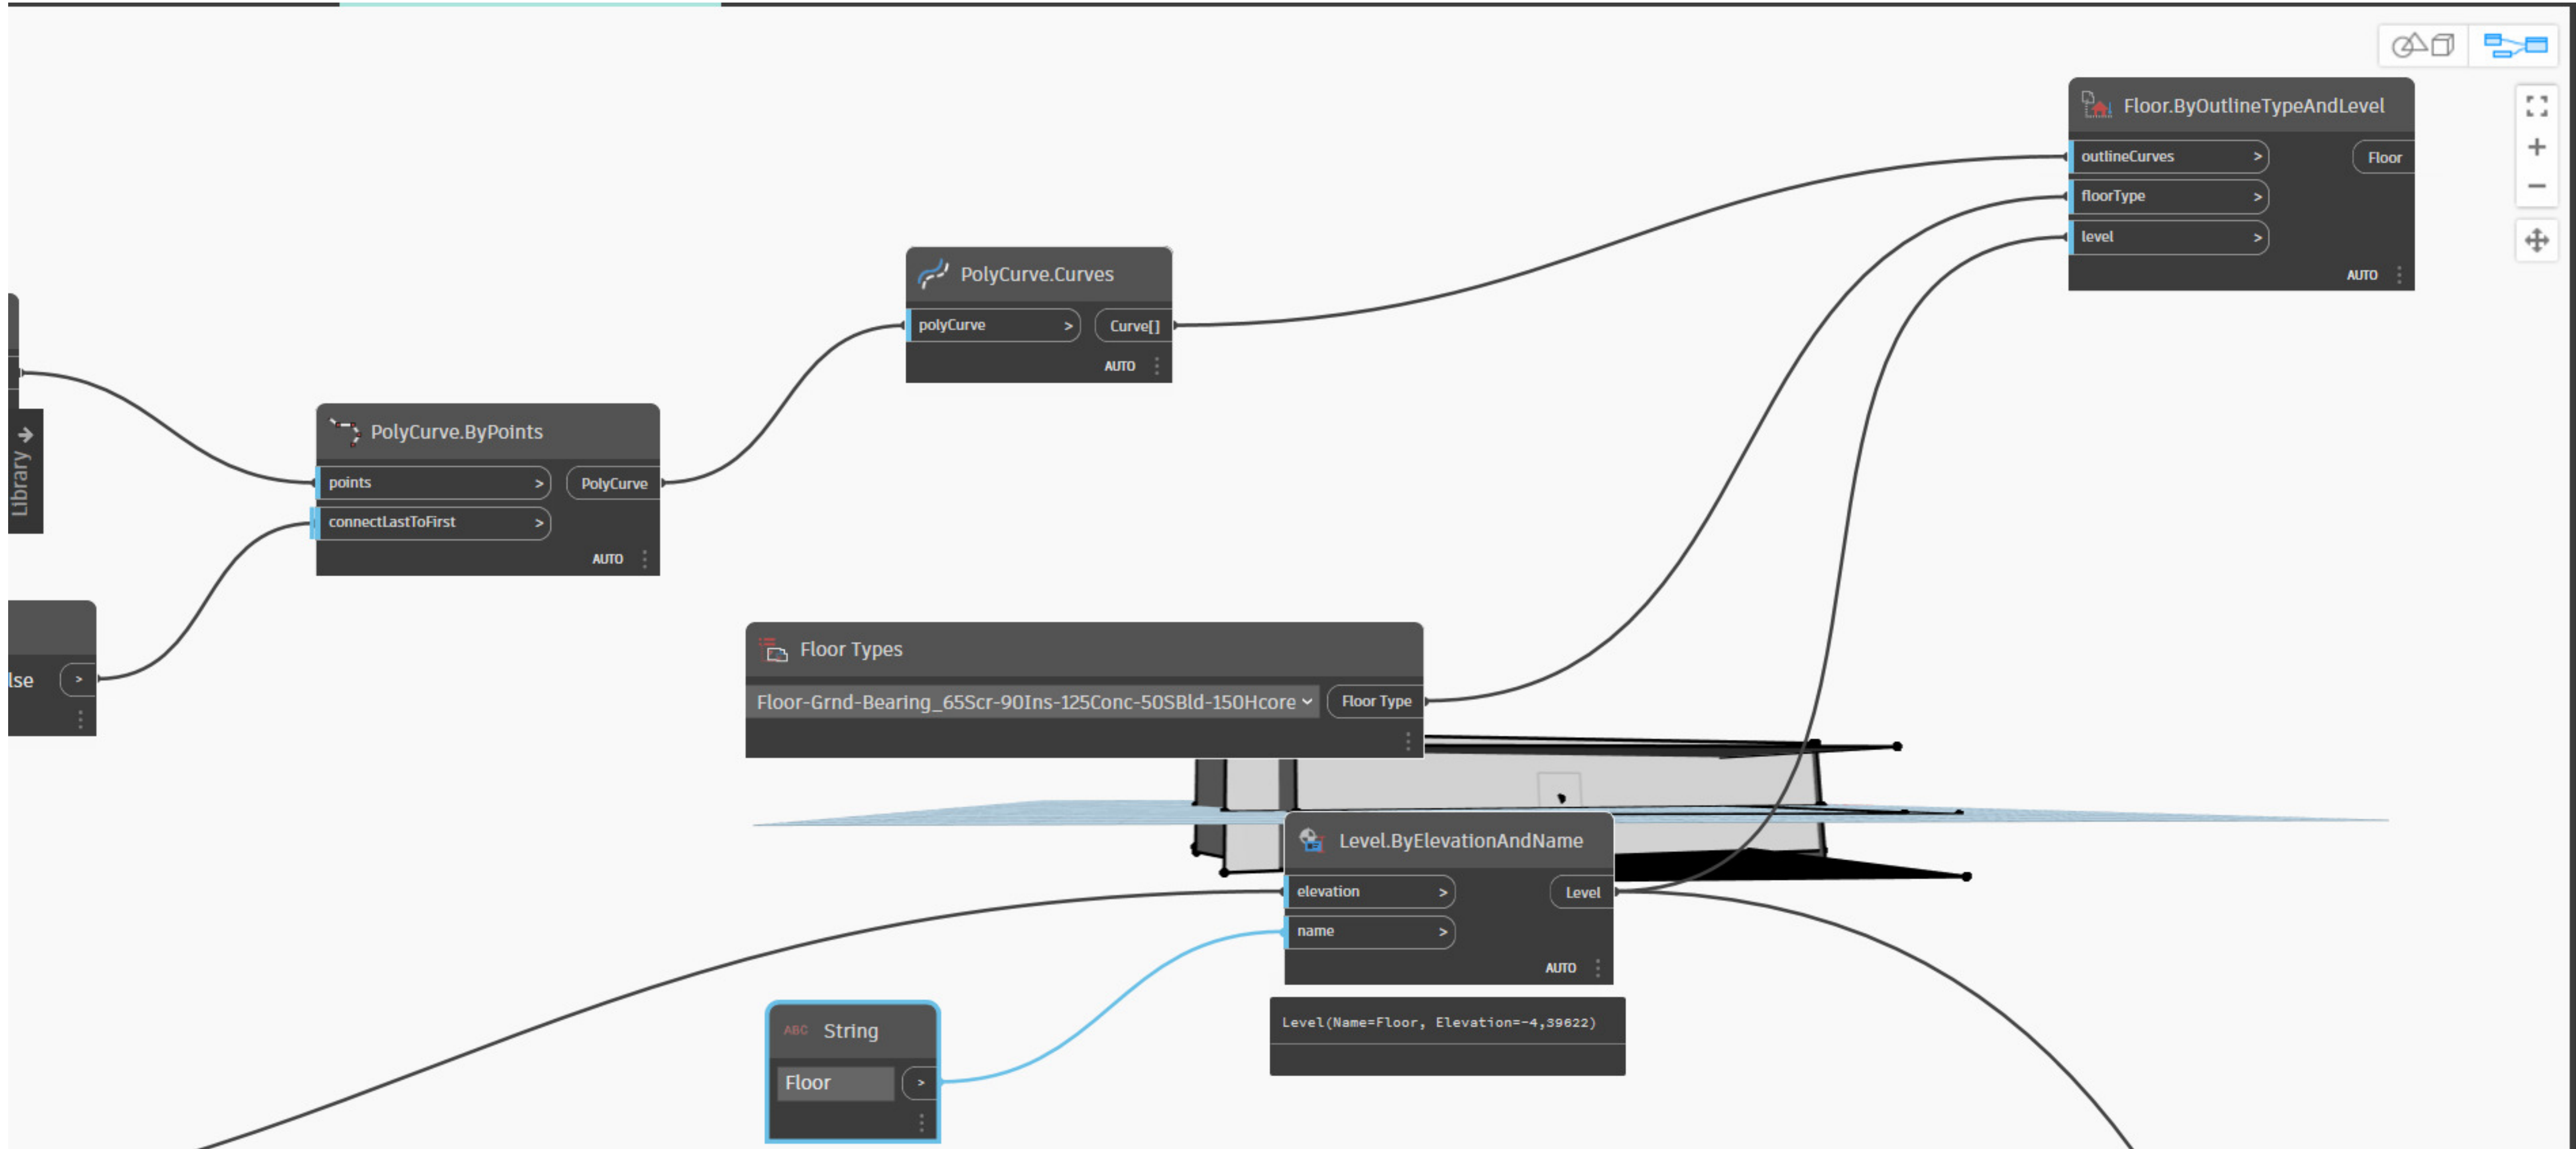 Floor.ByOutlineTypeAndLevel
outlineCurves > Floor
floorType >
level >
AUTO
PolyCurve.Curves
polyCurve > Curve[]
AUTO
Library
PolyCurve.ByPoints
points > PolyCurve
connectLastToFirst >
AUTO
lse >
Floor Types
Floor-Grnd-Bearing_65Scr-90Ins-125Conc-50SBld-150Hcore Floor Type
Level.ByElevationAndName
elevation > Level
name >
AUTO
Level(Name=Floor, Elevation=-4,39622)
ABC String
Floor >